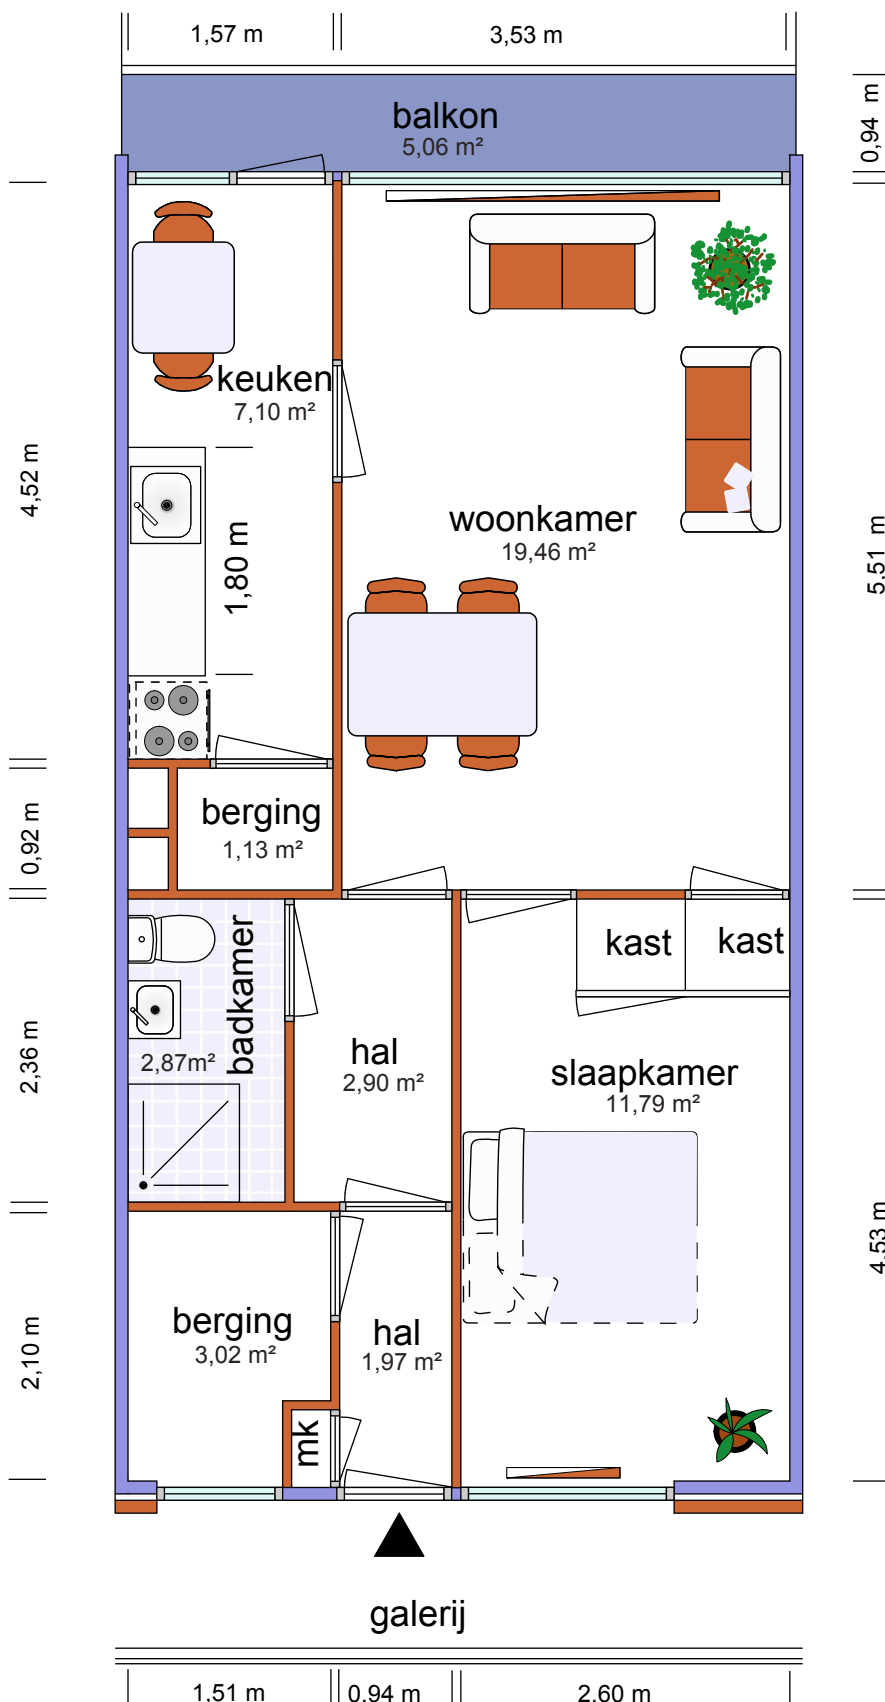 1,57 m
3,53 m
balkon
5,06 m²
0,94 m
keuken
7,10 m²
4,52 m
woonkamer
19,46 m²
5,51 m
1,80 m
berging
1,13 m²
0,92 m
badkamer
2,87m²
kast
kast
hal
2,90 m²
2,36 m
slaapkamer
11,79 m²
4,53 m
berging
3,02 m²
hal
1,97 m²
2,10 m
mk
galerij
1,51 m
0,94 m
2,60 m